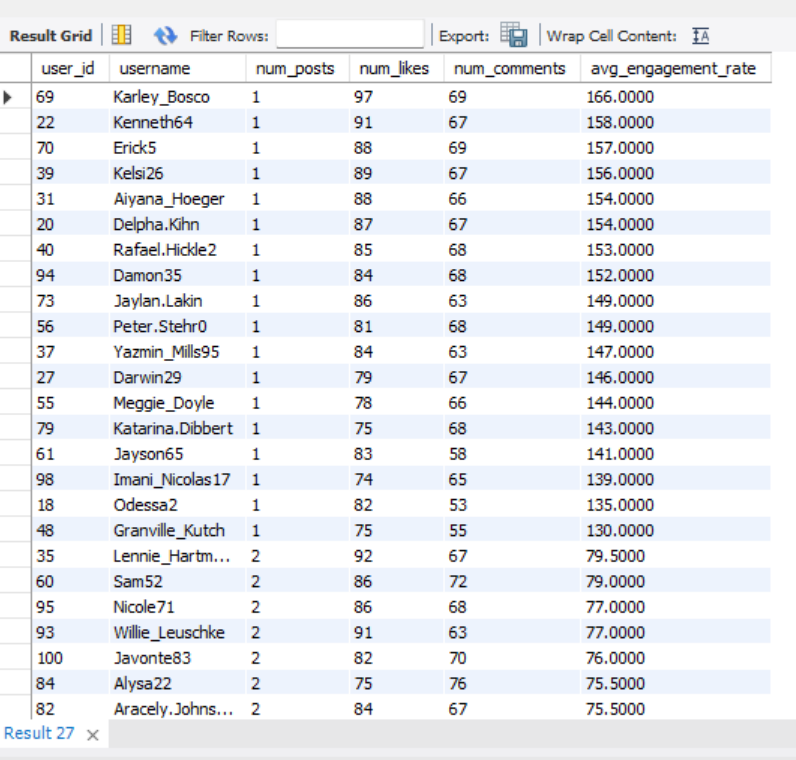 Result Grid Filter Rows: Export: Wrap Cell Content: IA
user_id username num_posts num_likes num_comments avg_engagement_rate
69 Karley_Bosco 1 97 69 166.0000
22 Kenneth64 1 91 67 158.0000
70 Erick5 1 88 69 157.0000
39 Kelsi26 1 89 67 156.0000
31 Aiyana_Hoeger 1 88 66 154.0000
20 Delpha.Kihn 1 87 67 154.0000
40 Rafael.Hickle2 1 85 68 153.0000
94 Damon35 1 84 68 152.0000
73 Jaylan.Lakin 1 86 63 149.0000
56 Peter.Stehr0 1 81 68 149.0000
37 Yazmin_Mills95 1 84 63 147.0000
27 Darwin29 1 79 67 146.0000
55 Meggie_Doyle 1 78 66 144.0000
79 Katarina.Dibbert 1 75 68 143.0000
61 Jayson65 1 83 58 141.0000
98 Imani_Nicolas17 1 74 65 139.0000
18 Odessa2 1 82 53 135.0000
48 Granville_Kutch 1 75 55 130.0000
35 Lennie_Hartm... 2 92 67 79.5000
60 Sam52 2 86 72 79.0000
95 Nicole71 2 86 68 77.0000
93 Willie_Leuschke 2 91 63 77.0000
100 Javonte83 2 82 70 76.0000
84 Alysa22 2 75 76 75.5000
82 Aracely.Johns... 2 84 67 75.5000
Result 27